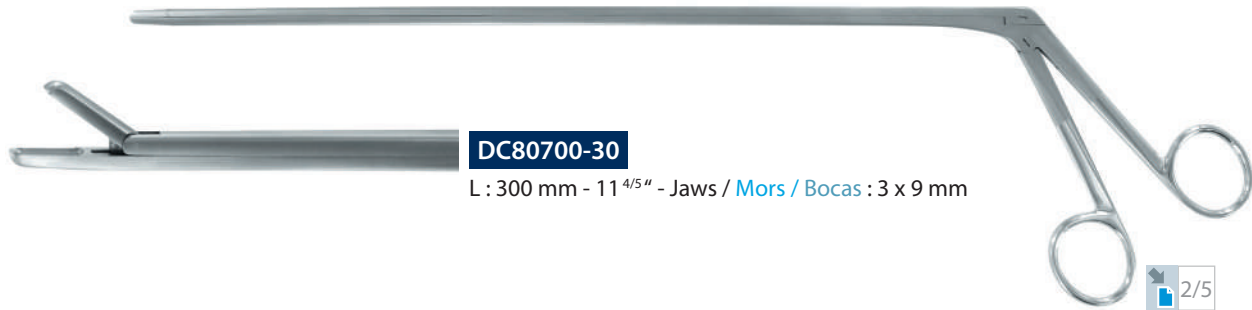 DC80700-30
L : 300 mm - 11 4/5 “ - Jaws / Mors / Bocas : 3 x 9 mm
2/5